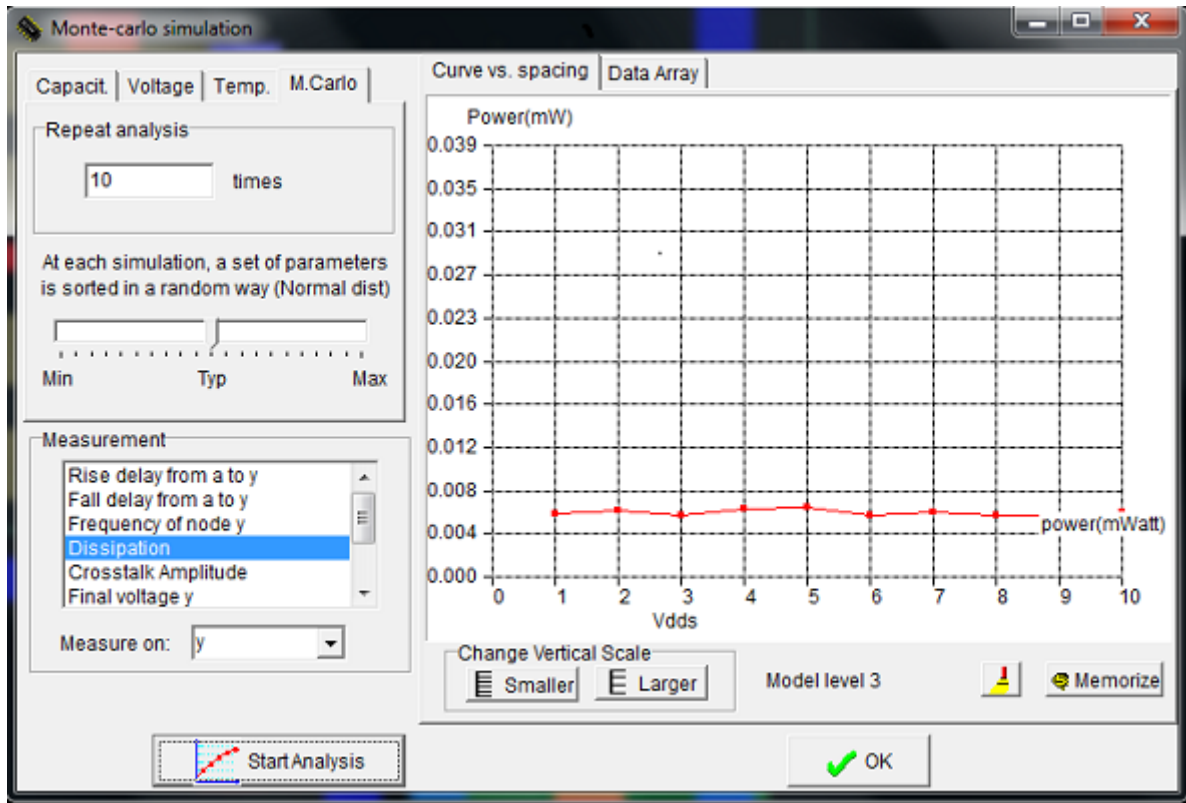 Monte-carlo simulation
Capacit. Voltage Temp. M.Carlo
Repeat analysis
10 times
At each simulation, a set of parameters
is sorted in a random way (Normal dist)
Min Typ Max
Measurement
Rise delay from a to y
Fall delay from a to y
Frequency of node y
Dissipation
Crosstalk Amplitude
Final voltage y
Measure on: y
Start Analysis
Curve vs. spacing Data Array
Power(mW)
0.039
0.035
0.031
0.027
0.023
0.020
0.016
0.012
0.008
0.004
0.000
power(mWatt)
0 1 2 3 4 5 6 7 8 9 10
Vdds
Change Vertical Scale
Smaller Larger
Model level 3
Memorize
OK